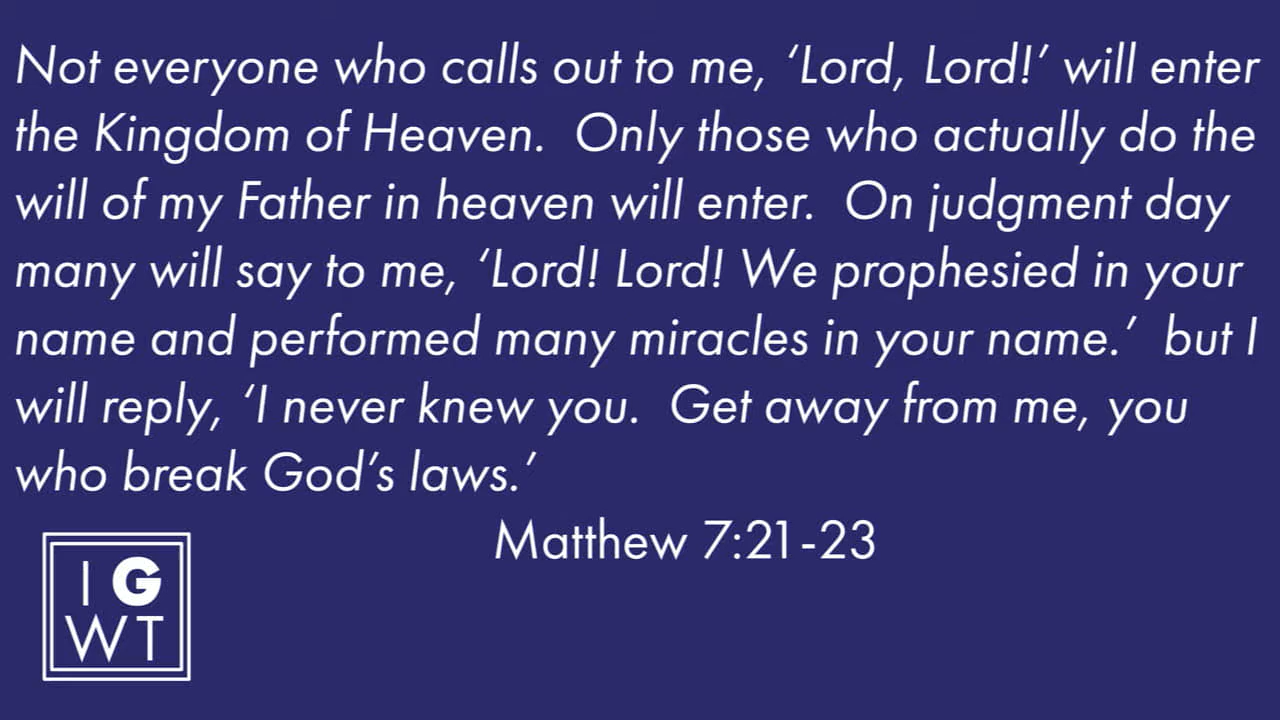 Not everyone who calls out to me, ‘Lord, Lord!’ will enter
the Kingdom of Heaven.  Only those who actually do the
will of my Father in heaven will enter.  On judgment day
many will say to me, ‘Lord! Lord! We prophesied in your
name and performed many miracles in your name.’  but I
will reply, ‘I never knew you.  Get away from me, you
who break God’s laws.’
Matthew 7:21-23
I G
WT